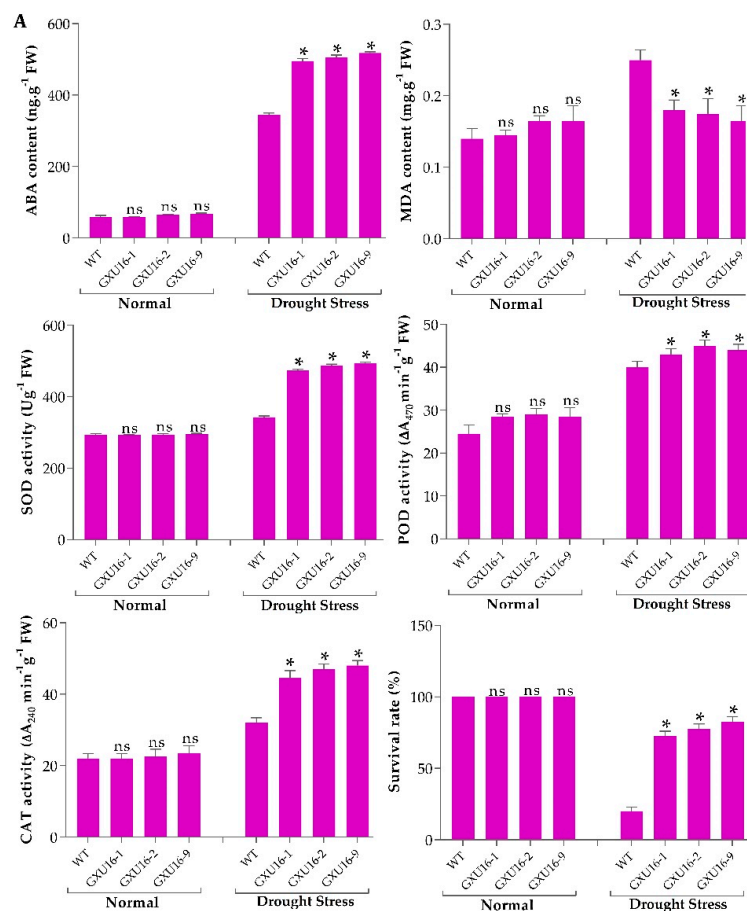 A
ABA content (ng.g⁻¹ FW)
600
400
200
0
ns ns ns
* * *
WT GXU16-1 GXU16-2 GXU16-9 WT GXU16-1 GXU16-2 GXU16-9
Normal Drought Stress
MDA content (mg.g⁻¹ FW)
0.3
0.2
0.1
0.0
ns ns ns
* * *
WT GXU16-1 GXU16-2 GXU16-9 WT GXU16-1 GXU16-2 GXU16-9
Normal Drought Stress
SOD activity (Ug⁻¹ FW)
600
400
200
0
ns ns ns
* * *
WT GXU16-1 GXU16-2 GXU16-9 WT GXU16-1 GXU16-2 GXU16-9
Normal Drought Stress
POD activity (ΔA₄₇₀ min⁻¹g⁻¹ FW)
50
40
30
20
10
0
ns ns ns
* * *
WT GXU16-1 GXU16-2 GXU16-9 WT GXU16-1 GXU16-2 GXU16-9
Normal Drought Stress
CAT activity (ΔA₂₄₀ min⁻¹g⁻¹ FW)
60
40
20
0
ns ns ns
* * *
WT GXU16-1 GXU16-2 GXU16-9 WT GXU16-1 GXU16-2 GXU16-9
Normal Drought Stress
Survival rate (%)
150
100
50
0
ns ns ns
* * *
WT GXU16-1 GXU16-2 GXU16-9 WT GXU16-1 GXU16-2 GXU16-9
Normal Drought Stress